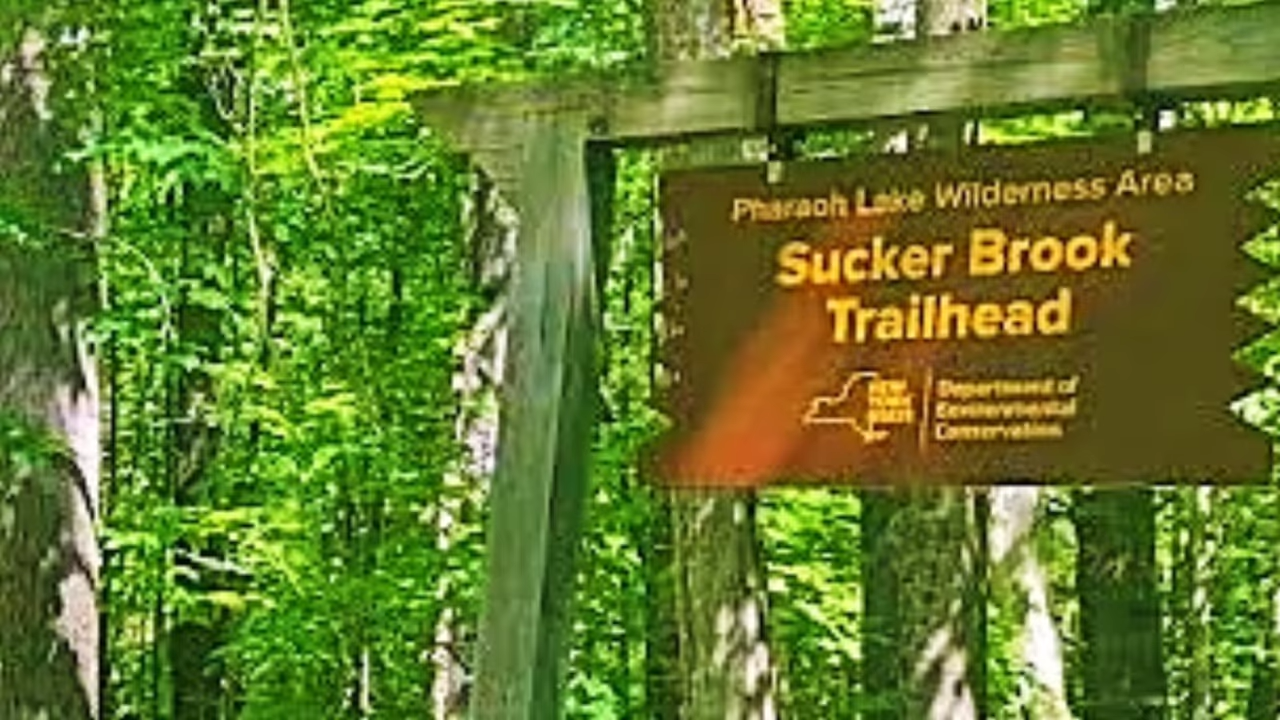 Pharaoh Lake Wilderness Area
Sucker Brook
Trailhead
NEW
YORK
STATE
Department of
Environmental
Conservation